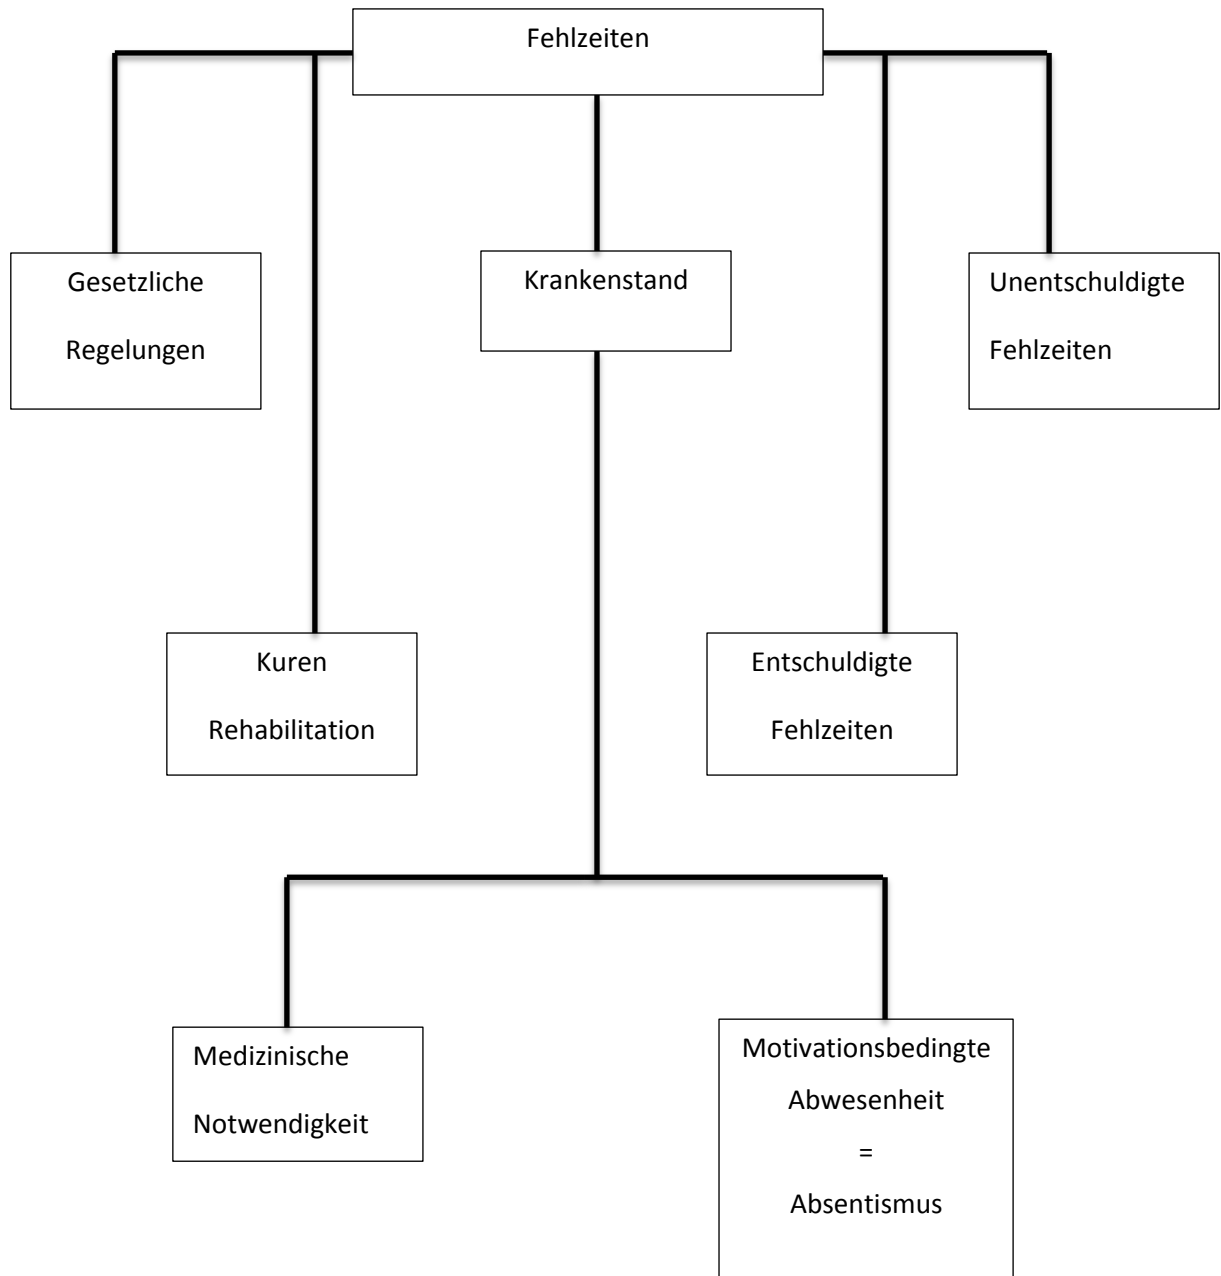 Fehlzeiten
Gesetzliche
Regelungen
Krankenstand
Unentschuldigte
Fehlzeiten
Kuren
Rehabilitation
Entschuldigte
Fehlzeiten
Medizinische
Notwendigkeit
Motivationsbedingte
Abwesenheit
=
Absentismus